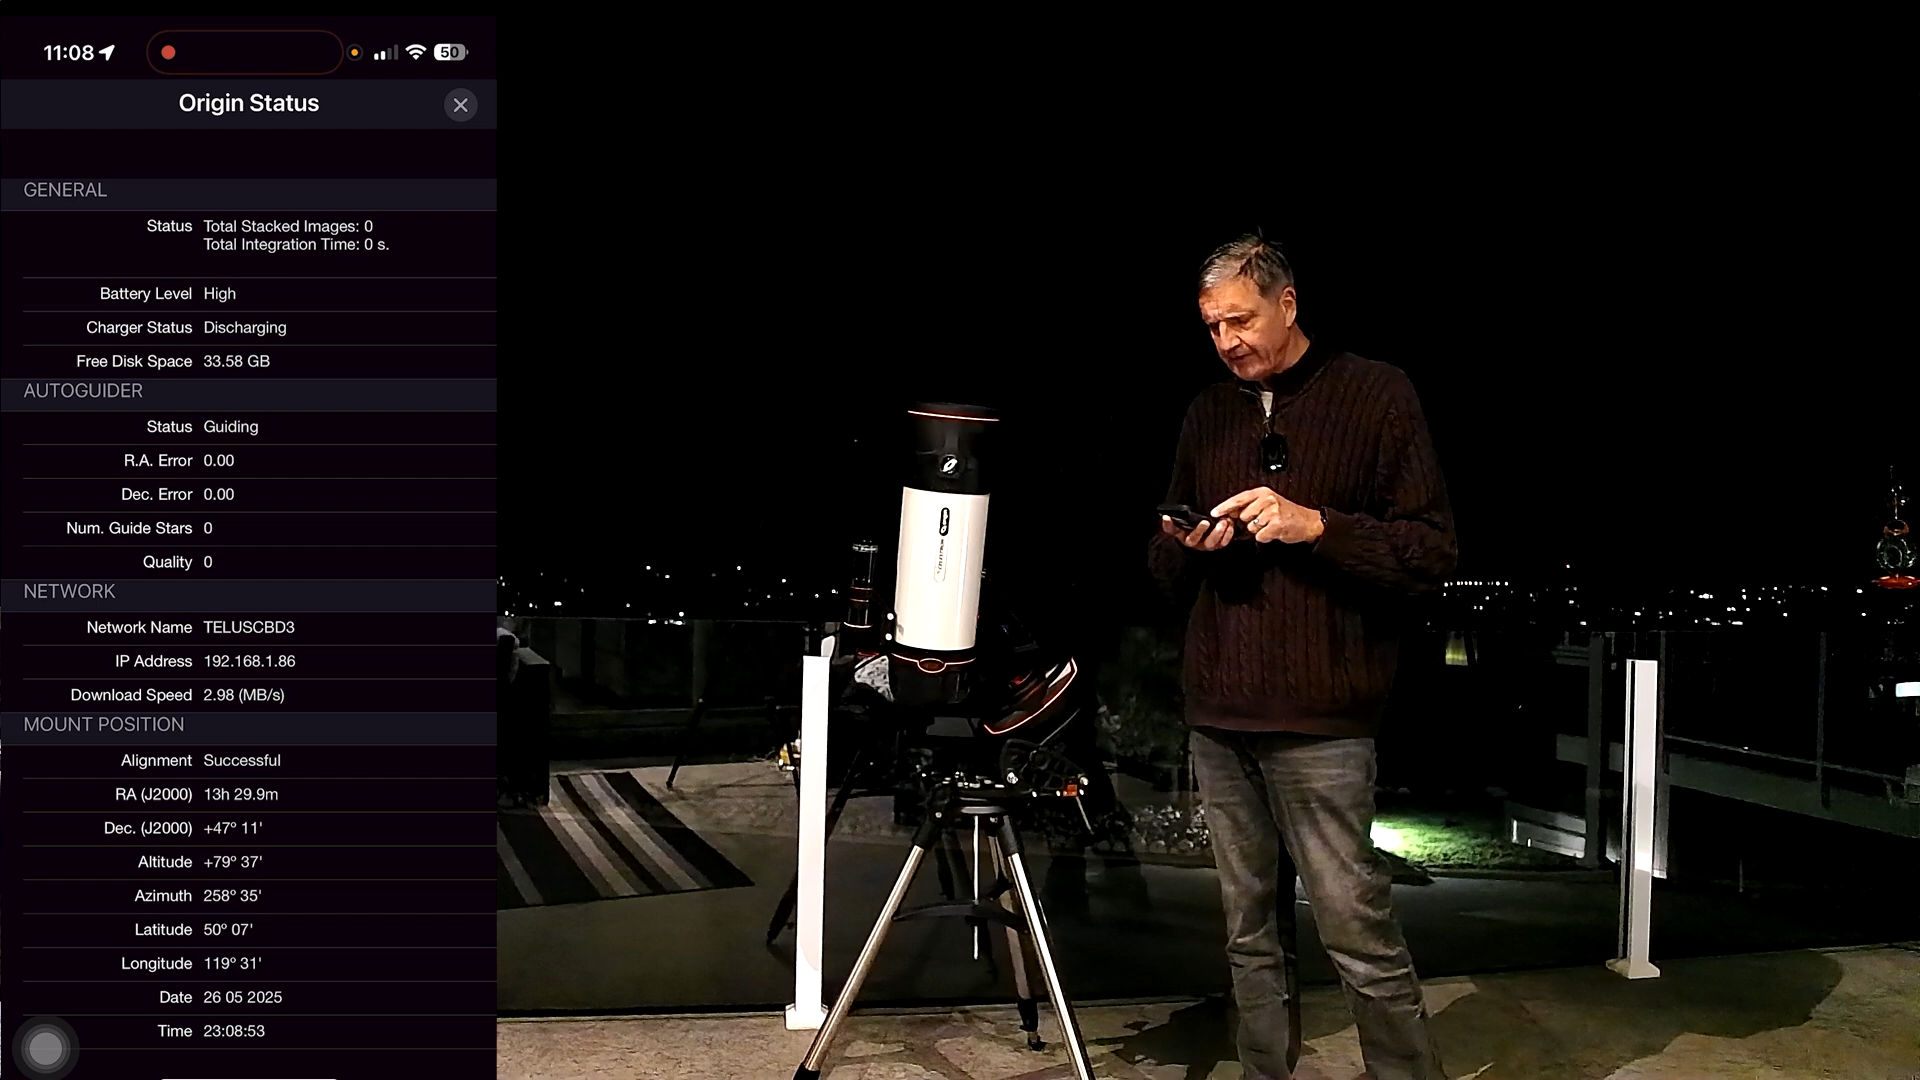 11:08
50
Origin Status
GENERAL
Status Total Stacked Images: 0
Total Integration Time: 0 s.
Battery Level High
Charger Status Discharging
Free Disk Space 33.58 GB
AUTOGUIDER
Status Guiding
R.A. Error 0.00
Dec. Error 0.00
Num. Guide Stars 0
Quality 0
NETWORK
Network Name TELUSCBD3
IP Address 192.168.1.86
Download Speed 2.98 (MB/s)
MOUNT POSITION
Alignment Successful
RA (J2000) 13h 29.9m
Dec. (J2000) +47° 11'
Altitude +79° 37'
Azimuth 258° 35'
Latitude 50° 07'
Longitude 119° 31'
Date 26 05 2025
Time 23:08:53